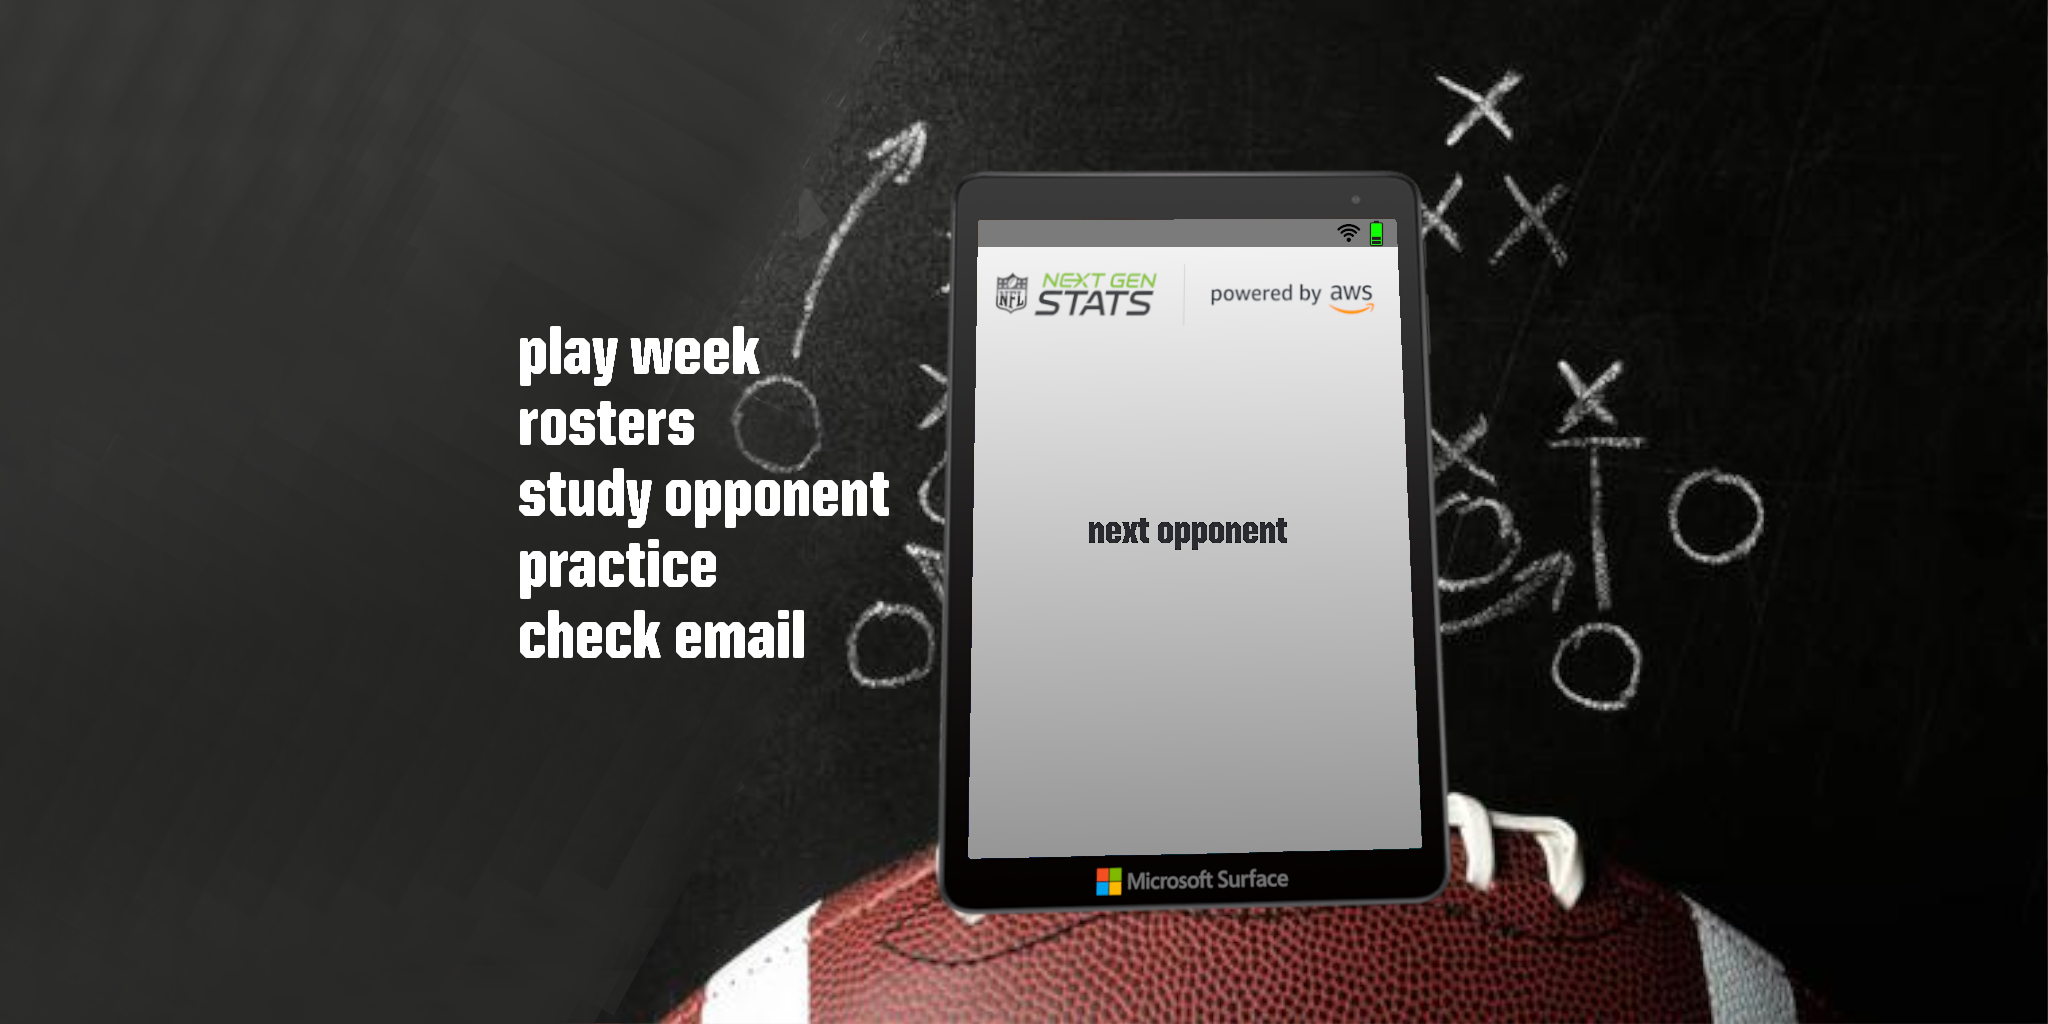 play week
rosters
study opponent
practice
check email
NFL NEXT GEN STATS
powered by aws
next opponent
Microsoft Surface